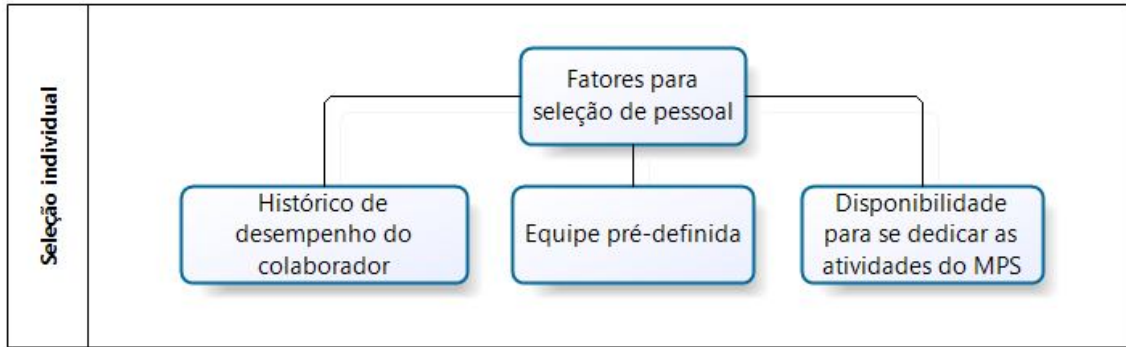 Seleção individual
Fatores para
seleção de pessoal
Histórico de
desempenho do
colaborador
Equipe pré-definida
Disponibilidade
para se dedicar as
atividades do MPS